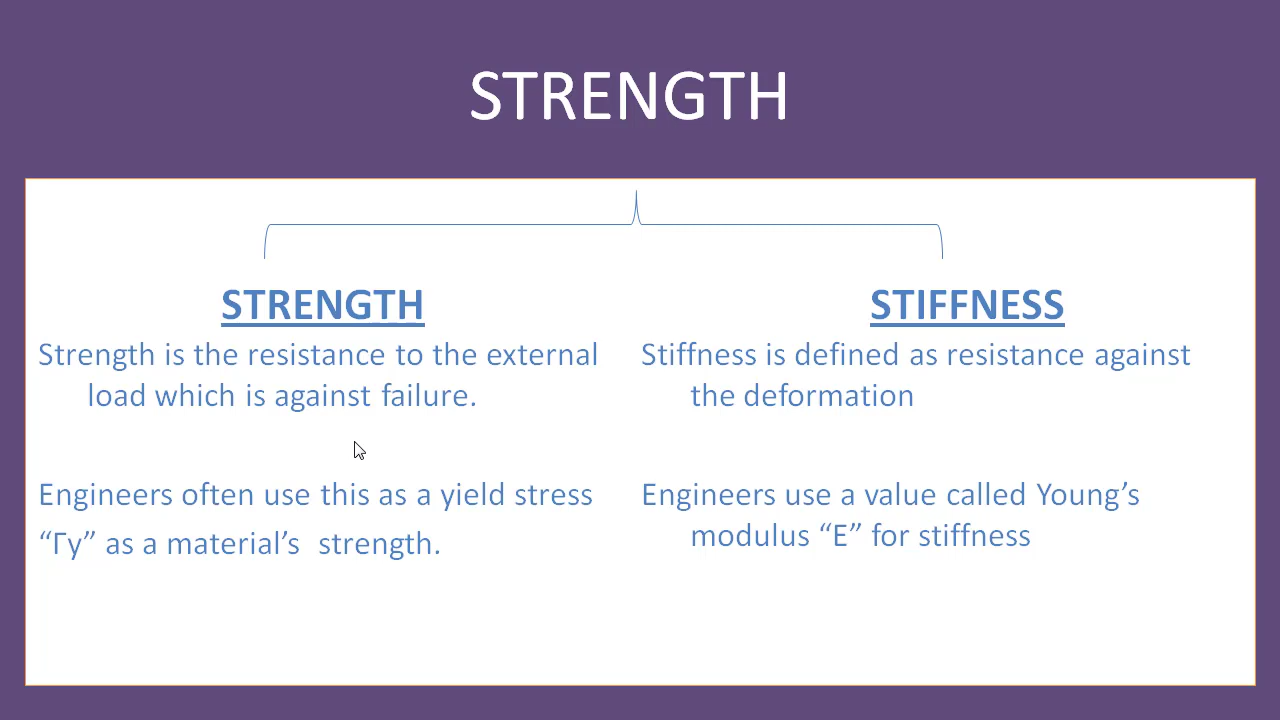 STRENGTH
STRENGTH
Strength is the resistance to the external
load which is against failure.
Engineers often use this as a yield stress
“Γy” as a material’s strength.
STIFFNESS
Stiffness is defined as resistance against
the deformation
Engineers use a value called Young’s
modulus “E” for stiffness